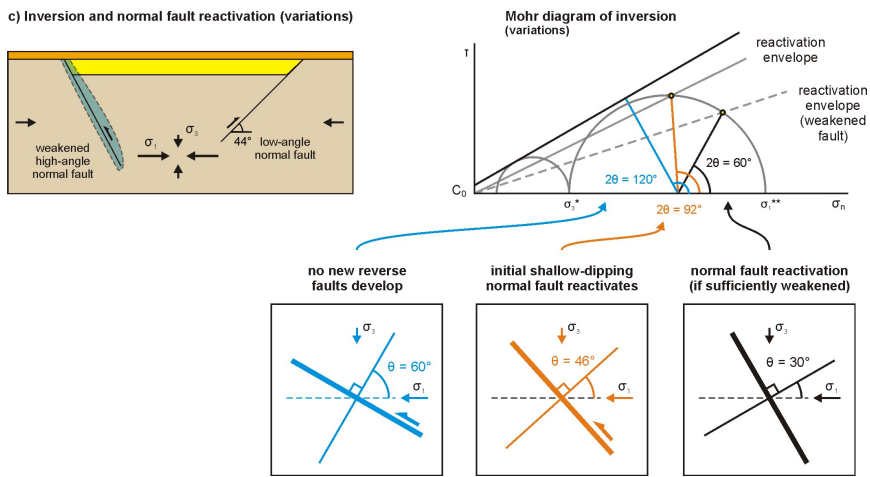 c) Inversion and normal fault reactivation (variations)
Mohr diagram of inversion
(variations)
τ
reactivation
envelope
reactivation
envelope
(weakened
fault)
σ₁
σ₃
44°
weakened
high-angle
normal fault
low-angle
normal fault
2θ = 60°
2θ = 120°
C₀
σ₃*
2θ = 92°
σ₁**
σₙ
no new reverse
faults develop
initial shallow-dipping
normal fault reactivates
normal fault reactivation
(if sufficiently weakened)
σ₃
θ = 60°
σ₁
σ₃
θ = 46°
σ₁
σ₃
θ = 30°
σ₁